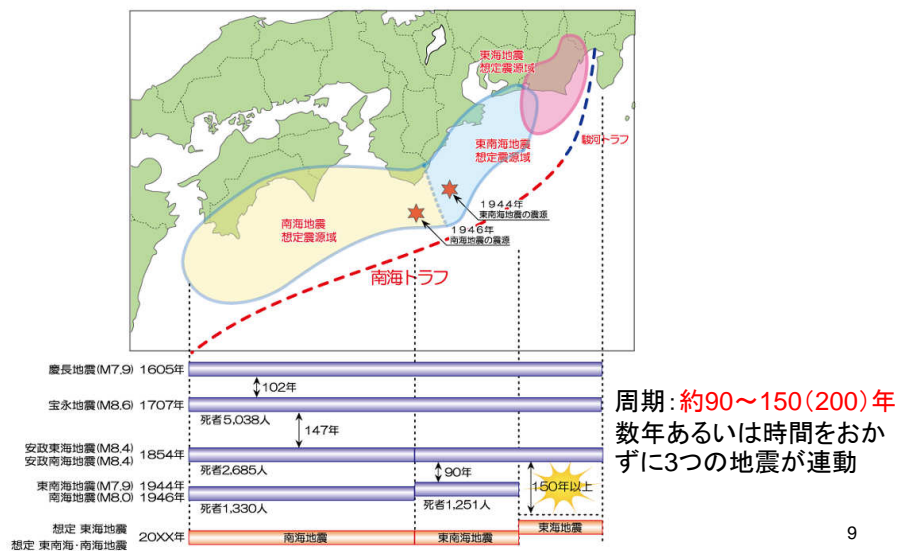 東海地震
想定震源域
東南海地震
想定震源域
駿河トラフ
1944年
東南海地震の震源
1946年
南海地震の震源
南海地震
想定震源域
南海トラフ
慶長地震(M7,9) 1605年
102年
宝永地震(M8.6) 1707年
死者5,038人
147年
安政東海地震(M8,4)
安政南海地震(M8,4)
1854年
死者2,685人
90年
東南海地震(M7,9) 1944年
南海地震(M8,0) 1946年
死者1,330人
死者1,251人
150年以上
想定 東海地震
想定 東南海・南海地震
20XX年
南海地震
東南海地震
東海地震
周期:約90～150(200)年
数年あるいは時間をおか
ずに3つの地震が連動
9